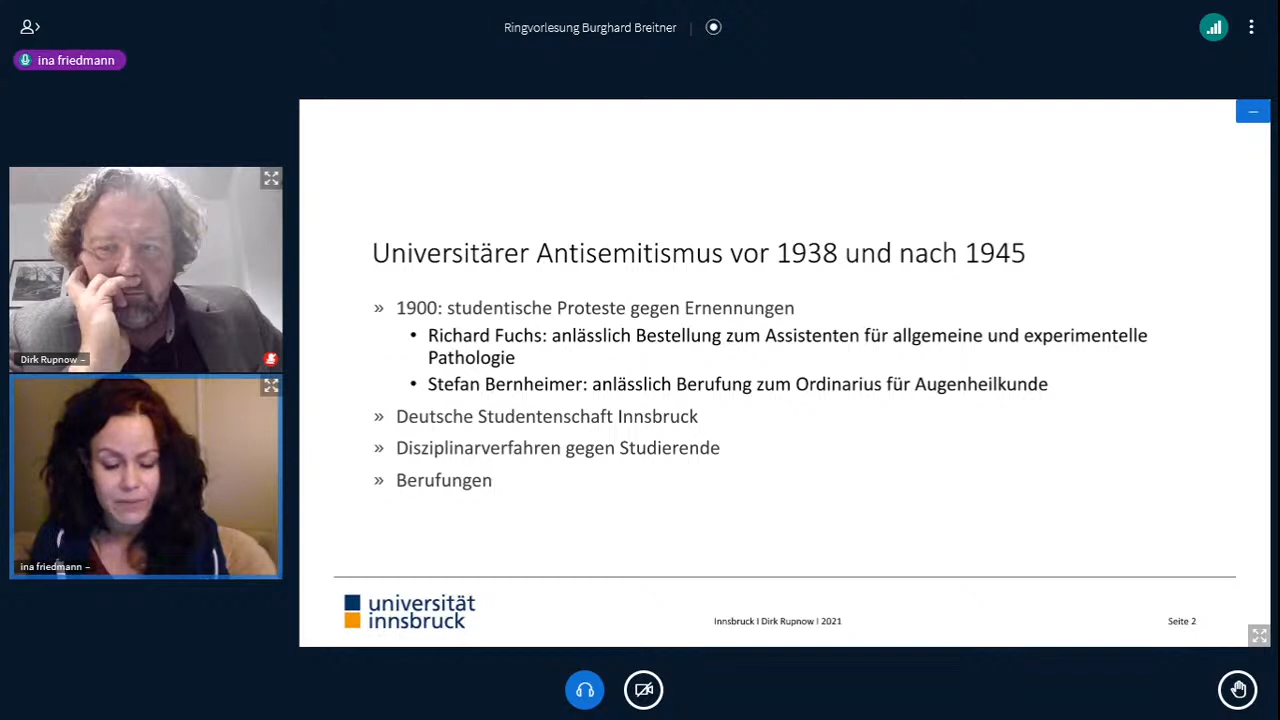 Ringvorlesung Burghard Breitner
ina friedmann
Dirk Rupnow
ina friedmann
Universitärer Antisemitismus vor 1938 und nach 1945
» 1900: studentische Proteste gegen Ernennungen
• Richard Fuchs: anlässlich Bestellung zum Assistenten für allgemeine und experimentelle
Pathologie
• Stefan Bernheimer: anlässlich Berufung zum Ordinarius für Augenheilkunde
» Deutsche Studentenschaft Innsbruck
» Disziplinarverfahren gegen Studierende
» Berufungen
universität
innsbruck
Innsbruck I Dirk Rupnow I 2021
Seite 2